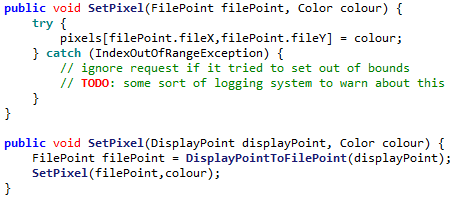 public void SetPixel(FilePoint filePoint, Color colour) {
    try {
        pixels[filePoint.fileX,filePoint.fileY] = colour;
    } catch (IndexOutOfRangeException) {
        // ignore request if it tried to set out of bounds
        // TODO: some sort of logging system to warn about this
    }
}

public void SetPixel(DisplayPoint displayPoint, Color colour) {
    FilePoint filePoint = DisplayPointToFilePoint(displayPoint);
    SetPixel(filePoint,colour);
}